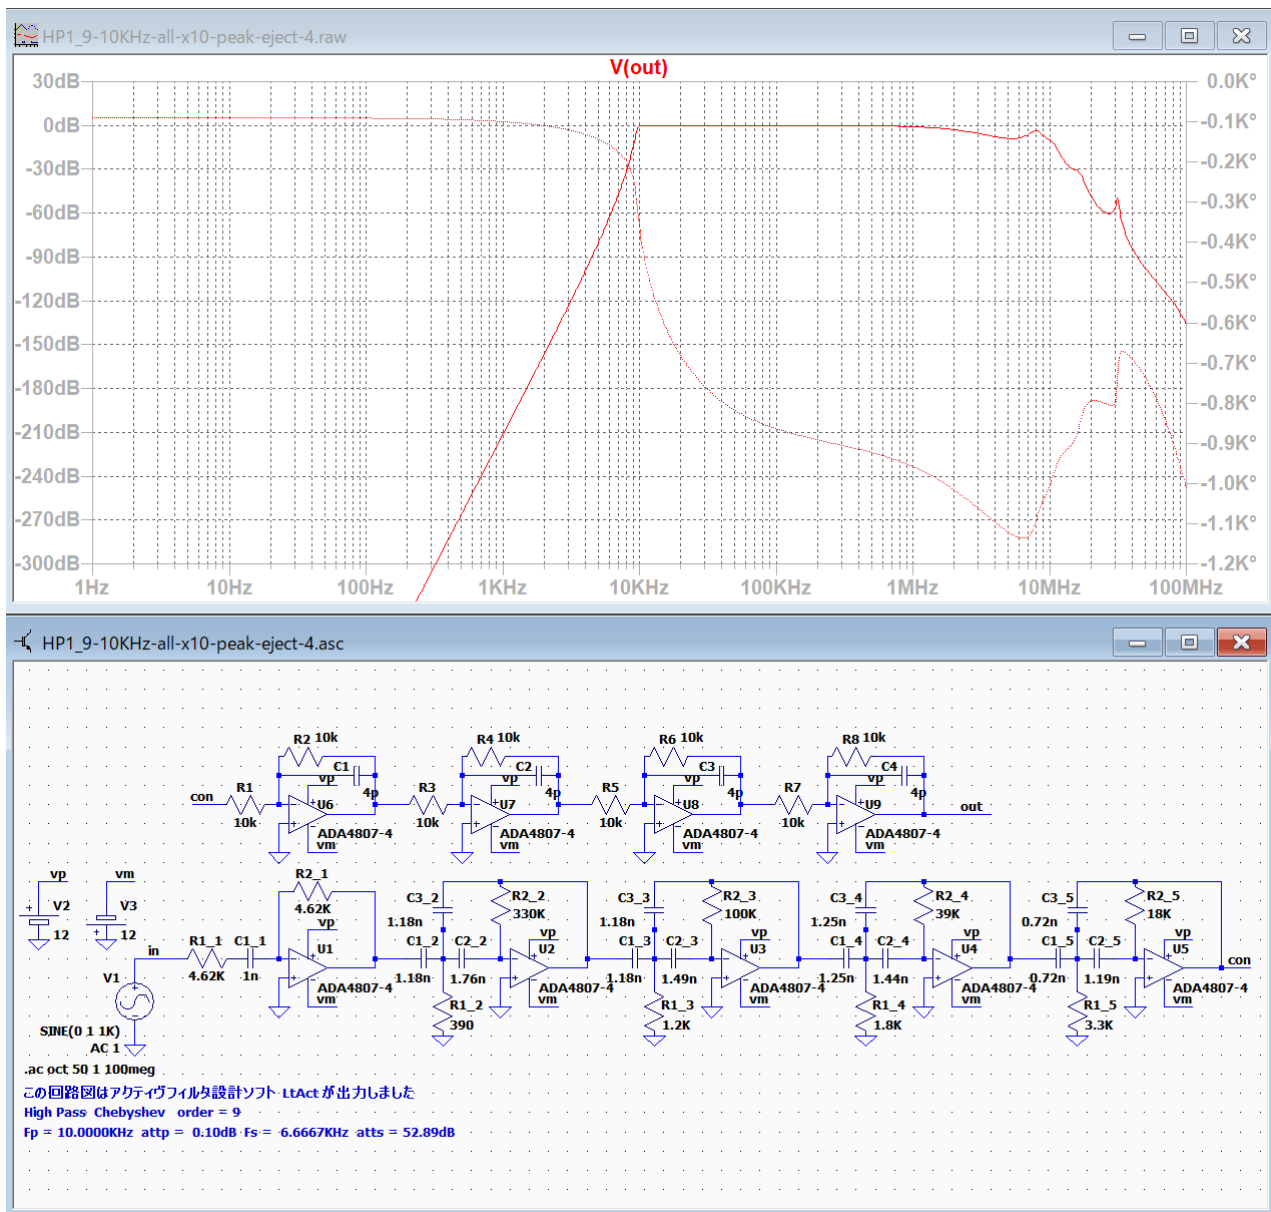 HP1_9-10KHz-all-x10-peak-eject-4.raw
V(out)
30dB
0dB
-30dB
-60dB
-90dB
-120dB
-150dB
-180dB
-210dB
-240dB
-270dB
-300dB
0.0K°
-0.1K°
-0.2K°
-0.3K°
-0.4K°
-0.5K°
-0.6K°
-0.7K°
-0.8K°
-0.9K°
-1.0K°
-1.1K°
-1.2K°
1Hz 10Hz 100Hz 1KHz 10KHz 100KHz 1MHz 10MHz 100MHz
HP1_9-10KHz-all-x10-peak-eject-4.asc
R2 10k R4 10k R6 10k R8 10k
C1 C2 C3 C4
vp vp vp vp
4p 4p 4p 4p
con R1 R3 R5 R7
U6 U7 U8 U9 out
10k 10k 10k 10k
ADA4807-4 ADA4807-4 ADA4807-4 ADA4807-4
vm vm vm vm
vp vm R2_1
4.62K
V2 V3
12 12
C3_2 R2_2 C3_3 R2_3 C3_4 R2_4 C3_5 R2_5
1.18n 330K 1.18n 100K 1.25n 39K 0.72n 18K
vp vp vp vp vp
in R1_1 C1_1 U1 C1_2 C2_2 U2 C1_3 C2_3 U3 C1_4 C2_4 U4 C1_5 C2_5 U5 con
4.62K 1n 1.18n 1.76n 1.18n 1.49n 1.25n 1.44n 0.72n 1.19n
ADA4807-4 ADA4807-4 ADA4807-4 ADA4807-4 ADA4807-4
vm vm vm vm vm
V1 R1_2 R1_3 R1_4 R1_5
390 1.2K 1.8K 3.3K
SINE(0 1 1K)
AC 1
.ac oct 50 1 100meg
この回路図はアクティヴフィルタ設計ソフト LtAct が出力しました
High Pass Chebyshev order = 9
Fp = 10.0000KHz attp = 0.10dB Fs = 6.6667KHz atts = 52.89dB